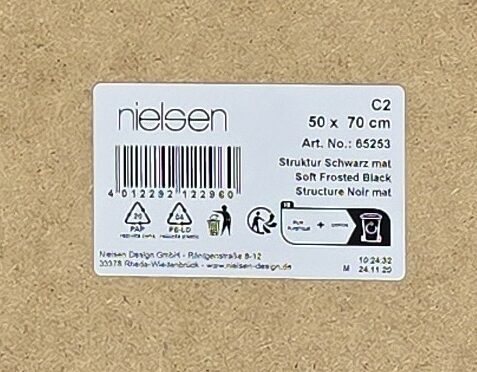 nielsen
C2
50 x 70 cm
Art. No.: 65253
Struktur Schwarz mat
Soft Frosted Black
Structure Noir mat
4 012292 122960
20
PAP
04
PE-LD
FR
+
Nielsen Design GmbH - Röntgenstraße 8-12
33378 Rheda-Wiedenbrück - www.nielsen-design.de
10:24:32
M 24.11.20